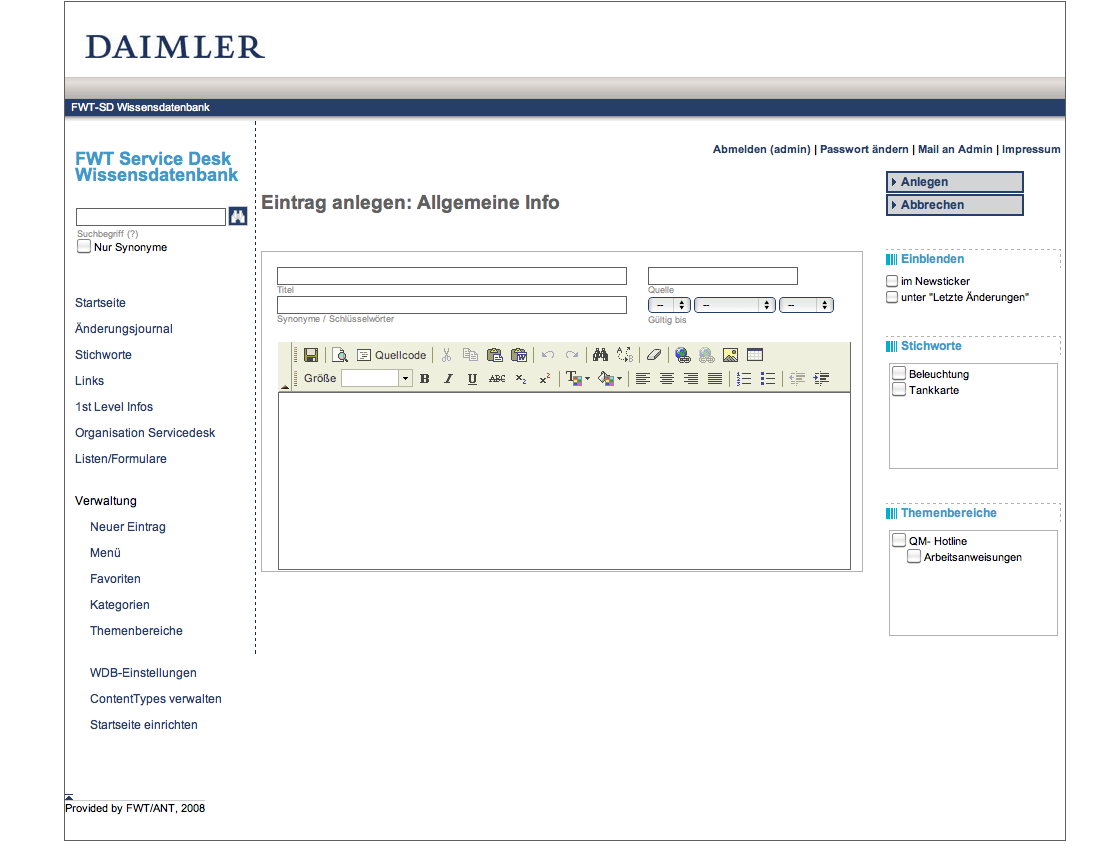 DAIMLER
FWT-SD Wissensdatenbank
Abmelden (admin) | Passwort ändern | Mail an Admin | Impressum
FWT Service Desk
Wissensdatenbank
Suchbegriff (?)
Nur Synonyme
Startseite
Änderungsjournal
Stichworte
Links
1st Level Infos
Organisation Servicedesk
Listen/Formulare
Verwaltung
Neuer Eintrag
Menü
Favoriten
Kategorien
Themenbereiche
WDB-Einstellungen
ContentTypes verwalten
Startseite einrichten
Eintrag anlegen: Allgemeine Info
Titel
Quelle
-- -- --
Synonyme / Schlüsselwörter
Gültig bis
Quellcode
Größe
B I U ABC x₂ x²
Anlegen
Abbrechen
Einblenden
im Newsticker
unter "Letzte Änderungen"
Stichworte
Beleuchtung
Tankkarte
Themenbereiche
QM- Hotline
Arbeitsanweisungen
Provided by FWT/ANT, 2008